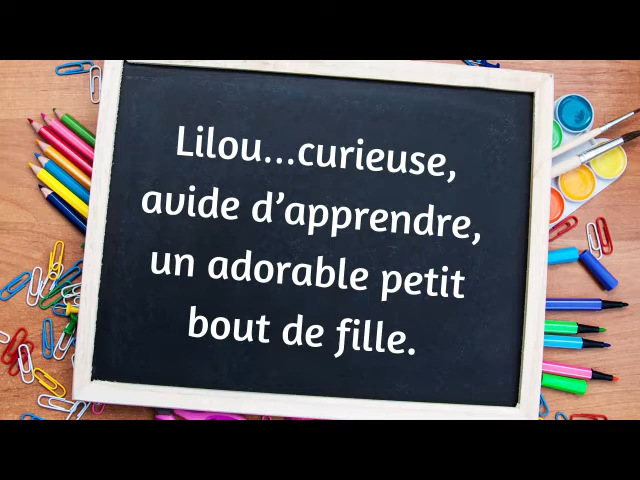 Lilou...curieuse,
avide d’apprendre,
un adorable petit
bout de fille.